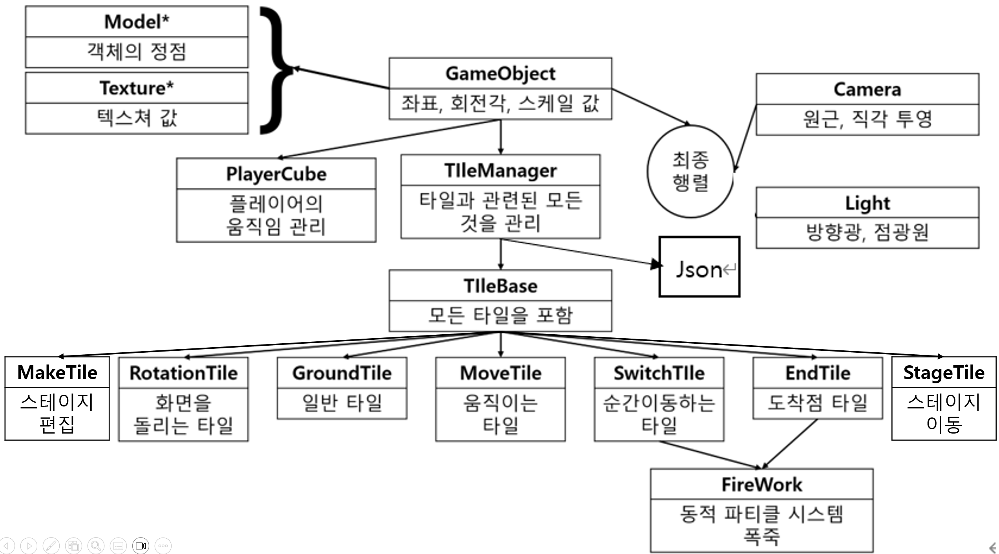 Model*
객체의 정점
Texture*
텍스쳐 값
GameObject
좌표, 회전각, 스케일 값
Camera
원근, 직각 투영
PlayerCube
플레이어의
움직임 관리
TIleManager
타일과 관련된 모든
것을 관리
최종
행렬
Light
방향광, 점광원
Json↵
TIleBase
모든 타일을 포함
MakeTile
스테이지
편집
RotationTile
화면을
돌리는 타일
GroundTile
일반 타일
MoveTile
움직이는
타일
SwitchTIle
순간이동하는
타일
EndTile
도착점 타일
StageTile
스테이지
이동
FireWork
동적 파티클 시스템
폭죽